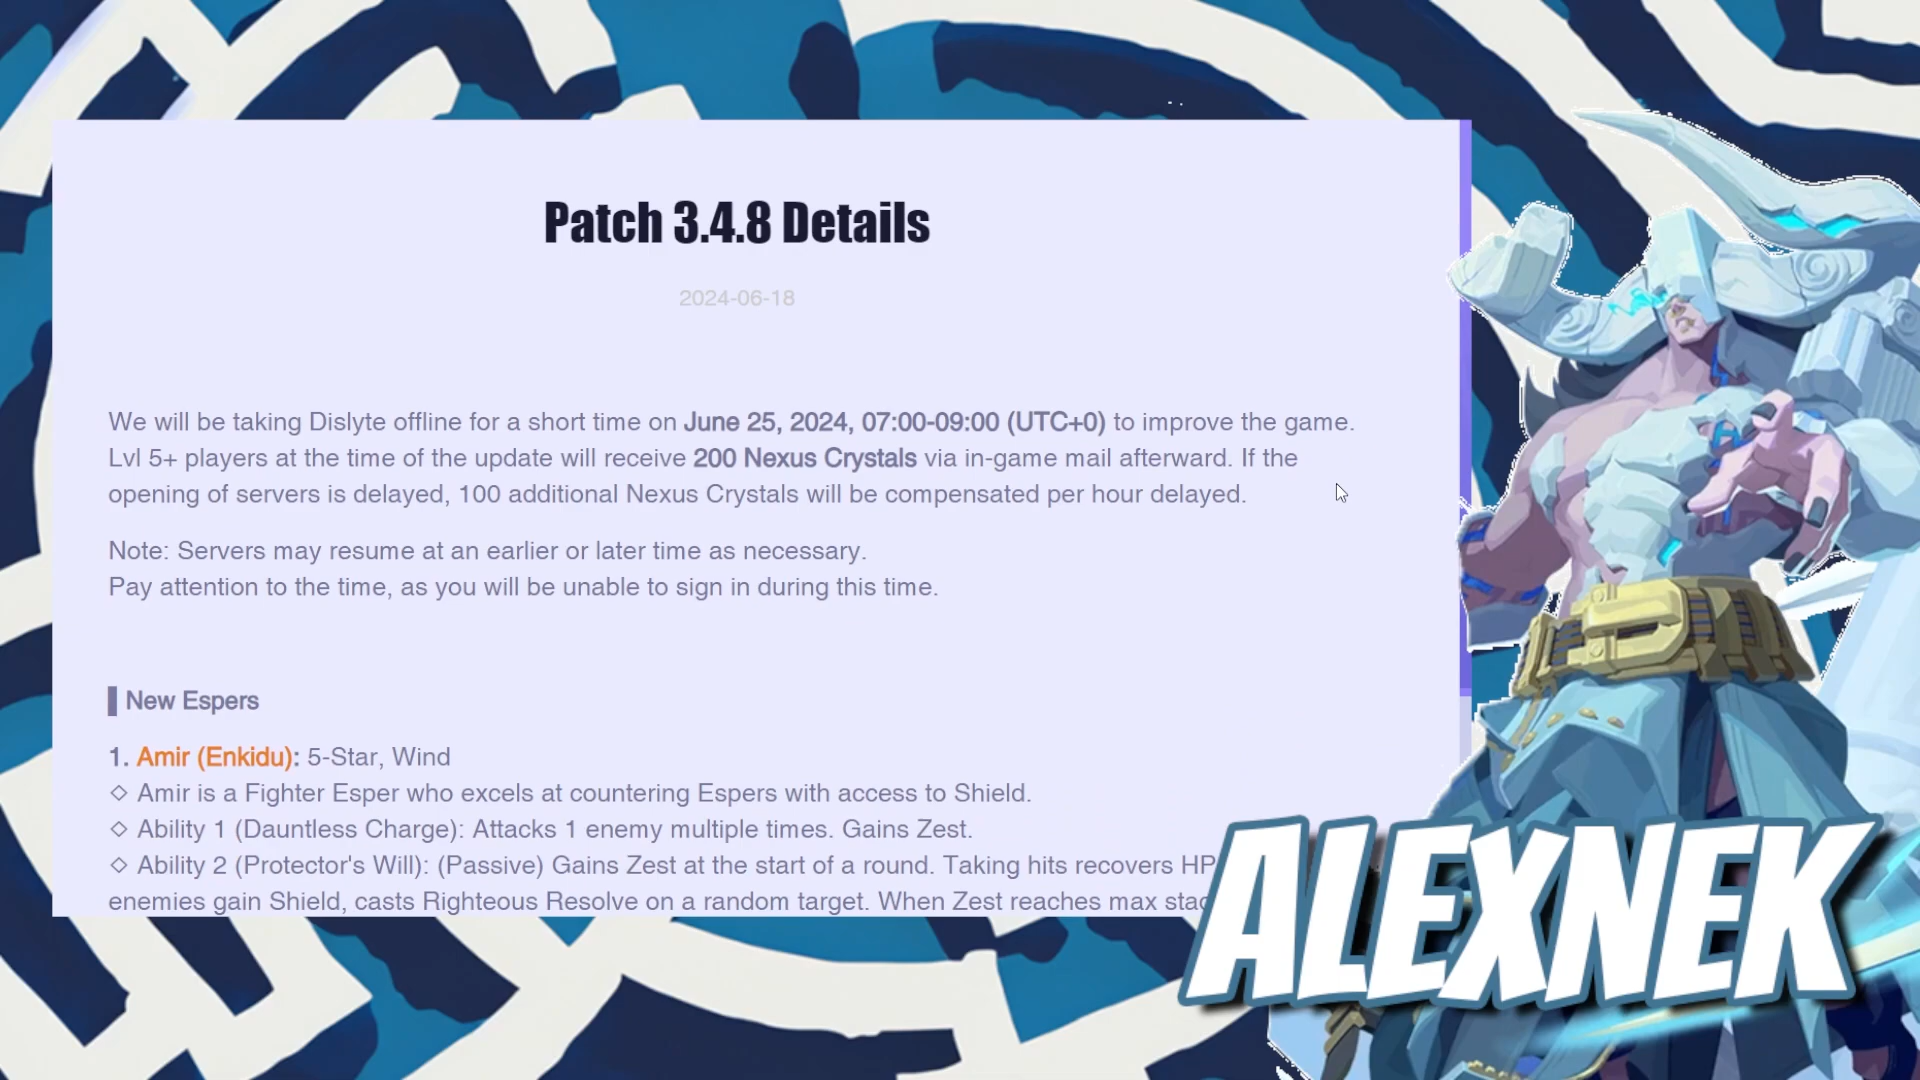 Patch 3.4.8 Details
2024-06-18
We will be taking Dislyte offline for a short time on June 25, 2024, 07:00-09:00 (UTC+0) to improve the game.
Lvl 5+ players at the time of the update will receive 200 Nexus Crystals via in-game mail afterward. If the
opening of servers is delayed, 100 additional Nexus Crystals will be compensated per hour delayed.
Note: Servers may resume at an earlier or later time as necessary.
Pay attention to the time, as you will be unable to sign in during this time.
New Espers
1. Amir (Enkidu): 5-Star, Wind
◇ Amir is a Fighter Esper who excels at countering Espers with access to Shield.
◇ Ability 1 (Dauntless Charge): Attacks 1 enemy multiple times. Gains Zest.
◇ Ability 2 (Protector's Will): (Passive) Gains Zest at the start of a round. Taking hits recovers HP
enemies gain Shield, casts Righteous Resolve on a random target. When Zest reaches max
ALEXNEK